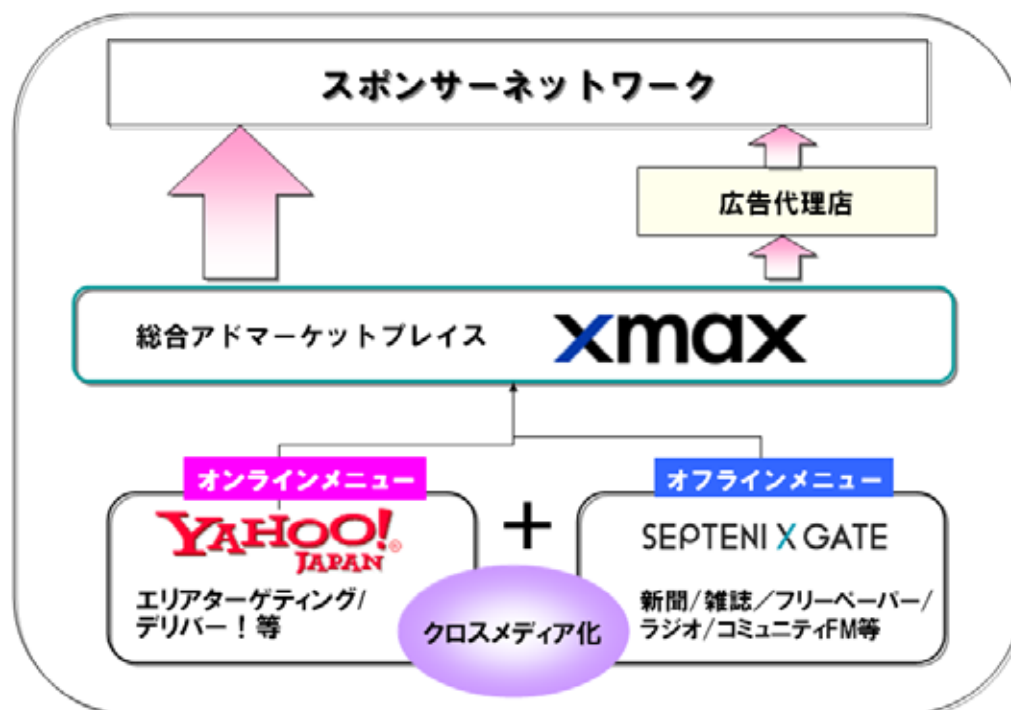 スポンサーネットワーク
広告代理店
総合アドマーケットプレイス
xmax
オンラインメニュー
オフラインメニュー
YAHOO!
JAPAN
®
+
SEPTENI X GATE
エリアターゲティング/
デリバー！等
新聞/雑誌／フリーペーパー/
ラジオ/コミュニティFM等
クロスメディア化